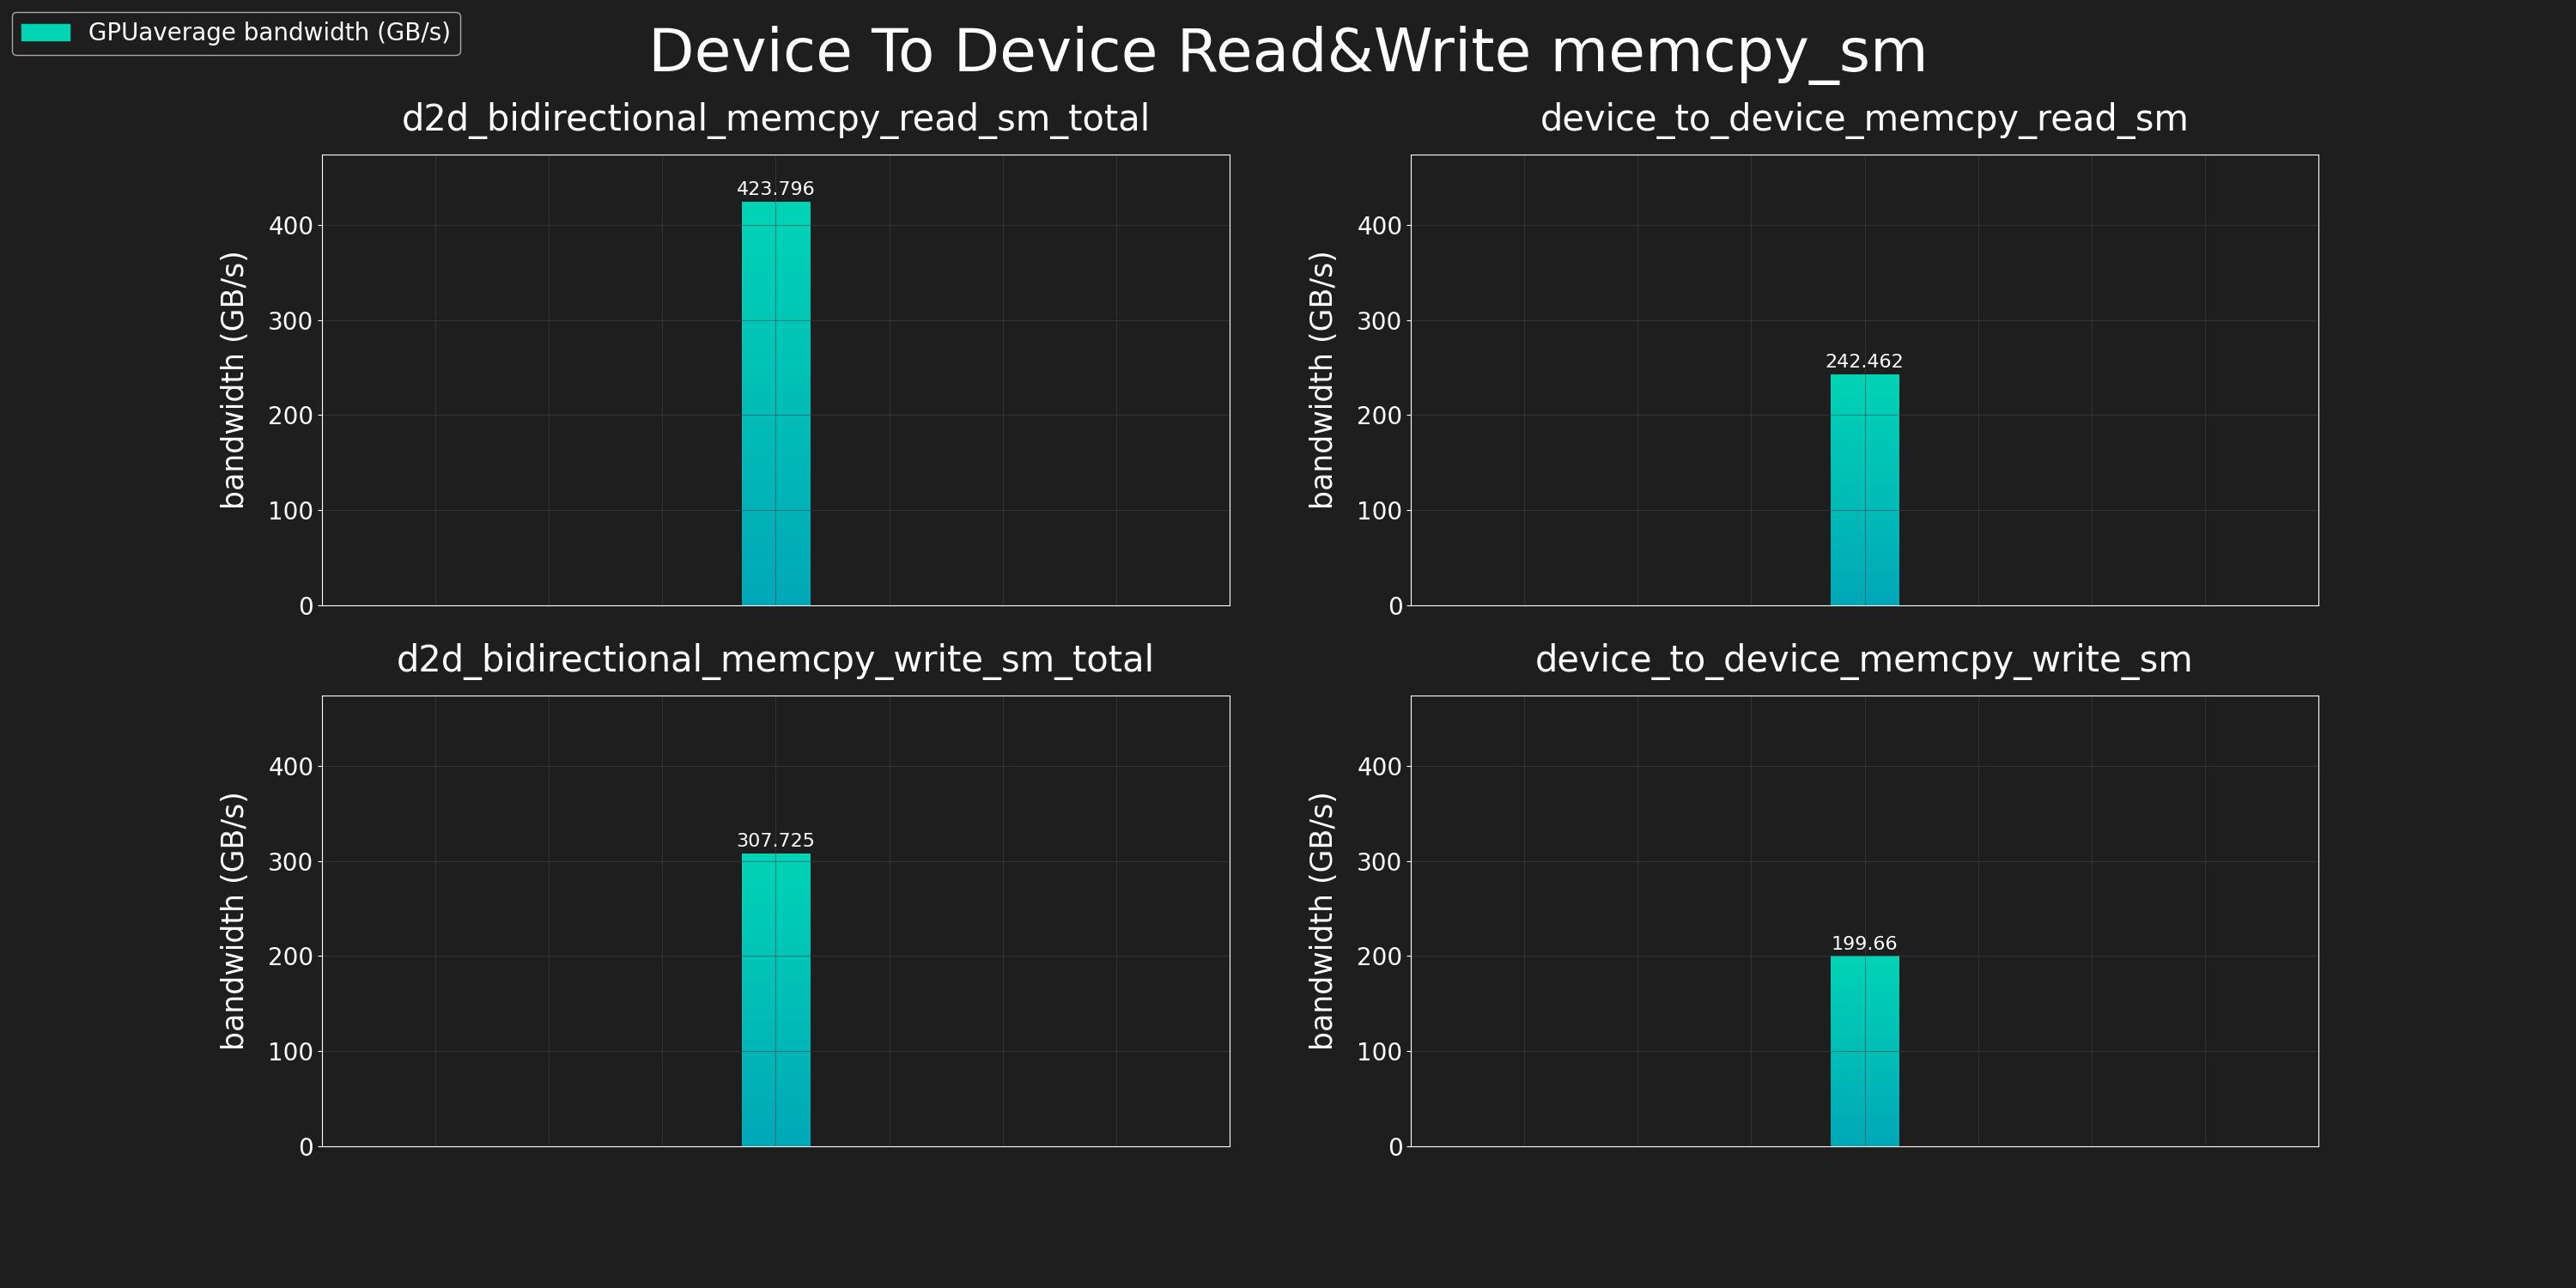 GPUaverage bandwidth (GB/s)
Device To Device Read&Write memcpy_sm
d2d_bidirectional_memcpy_read_sm_total
bandwidth (GB/s)
400
300
200
100
0
423.796
device_to_device_memcpy_read_sm
bandwidth (GB/s)
400
300
200
100
0
242.462
d2d_bidirectional_memcpy_write_sm_total
bandwidth (GB/s)
400
300
200
100
0
307.725
device_to_device_memcpy_write_sm
bandwidth (GB/s)
400
300
200
100
0
199.66